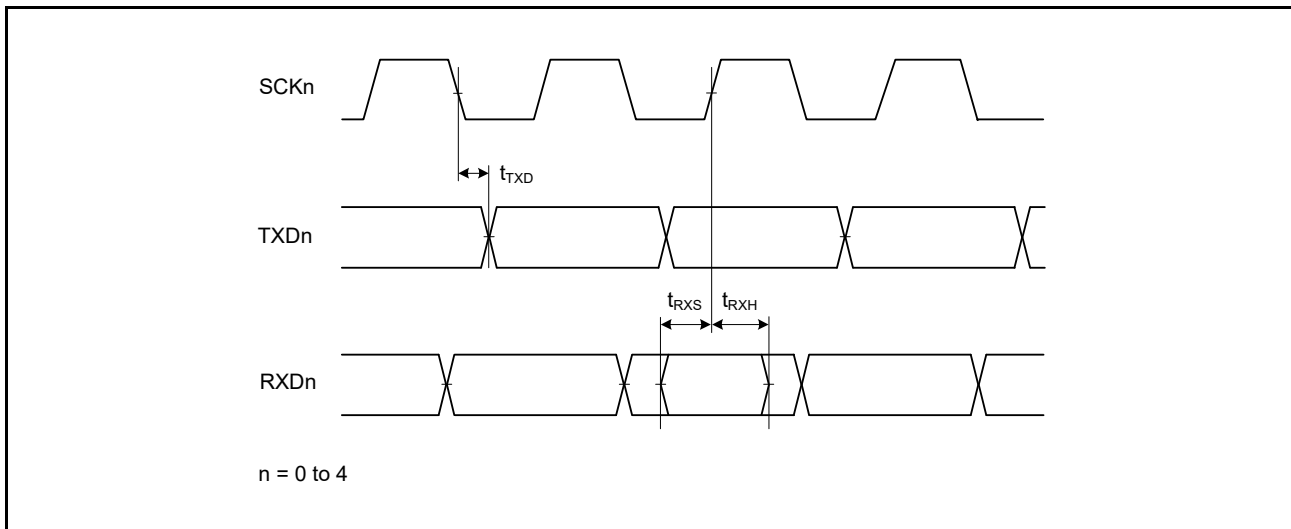 SCKn
tTXD
TXDn
tRXS tRXH
RXDn
n = 0 to 4